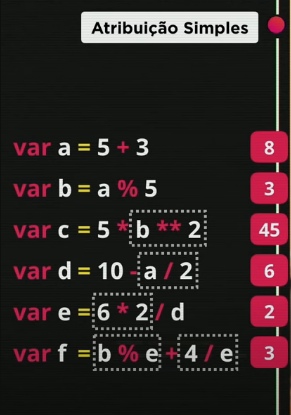 Atribuição Simples
var a = 5 + 3 8
var b = a % 5 3
var c = 5 * b ** 2 45
var d = 10 - a / 2 6
var e = 6 * 2 / d 2
var f = b % e + 4 / e 3